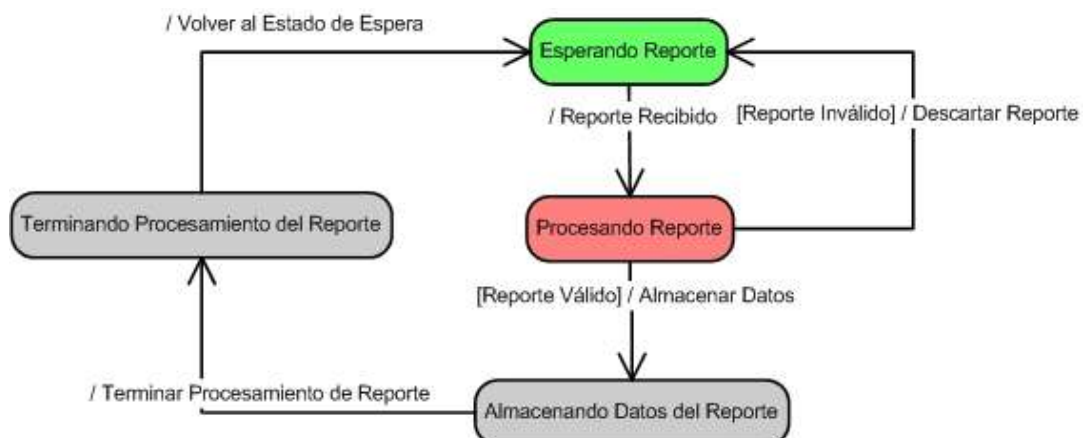 / Volver al Estado de Espera
Esperando Reporte
/ Reporte Recibido
[Reporte Inválido] / Descartar Reporte
Terminando Procesamiento del Reporte
Procesando Reporte
[Reporte Válido] / Almacenar Datos
/ Terminar Procesamiento de Reporte
Almacenando Datos del Reporte